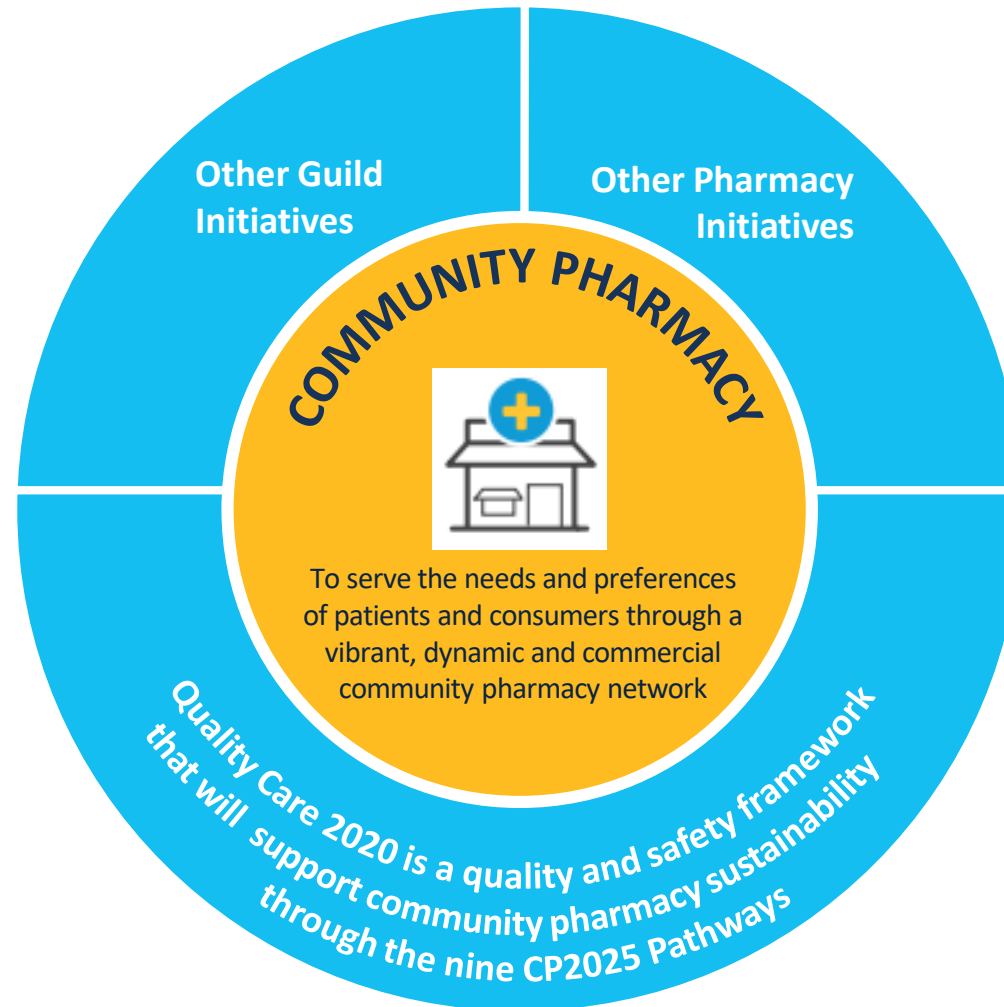 Other Guild
Initiatives
Other Pharmacy
Initiatives
COMMUNITY PHARMACY
To serve the needs and preferences
of patients and consumers through a
vibrant, dynamic and commercial
community pharmacy network
Quality Care 2020 is a quality and safety framework
that will support community pharmacy sustainability
through the nine CP2025 Pathways